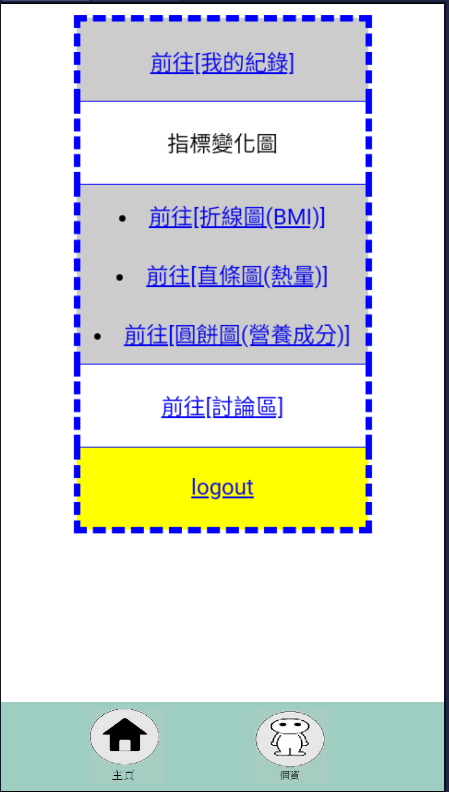 前往[我的紀錄]
指標變化圖
前往[折線圖(BMI)]
前往[直條圖(熱量)]
前往[圓餅圖(營養成分)]
前往[討論區]
logout
主頁
個資